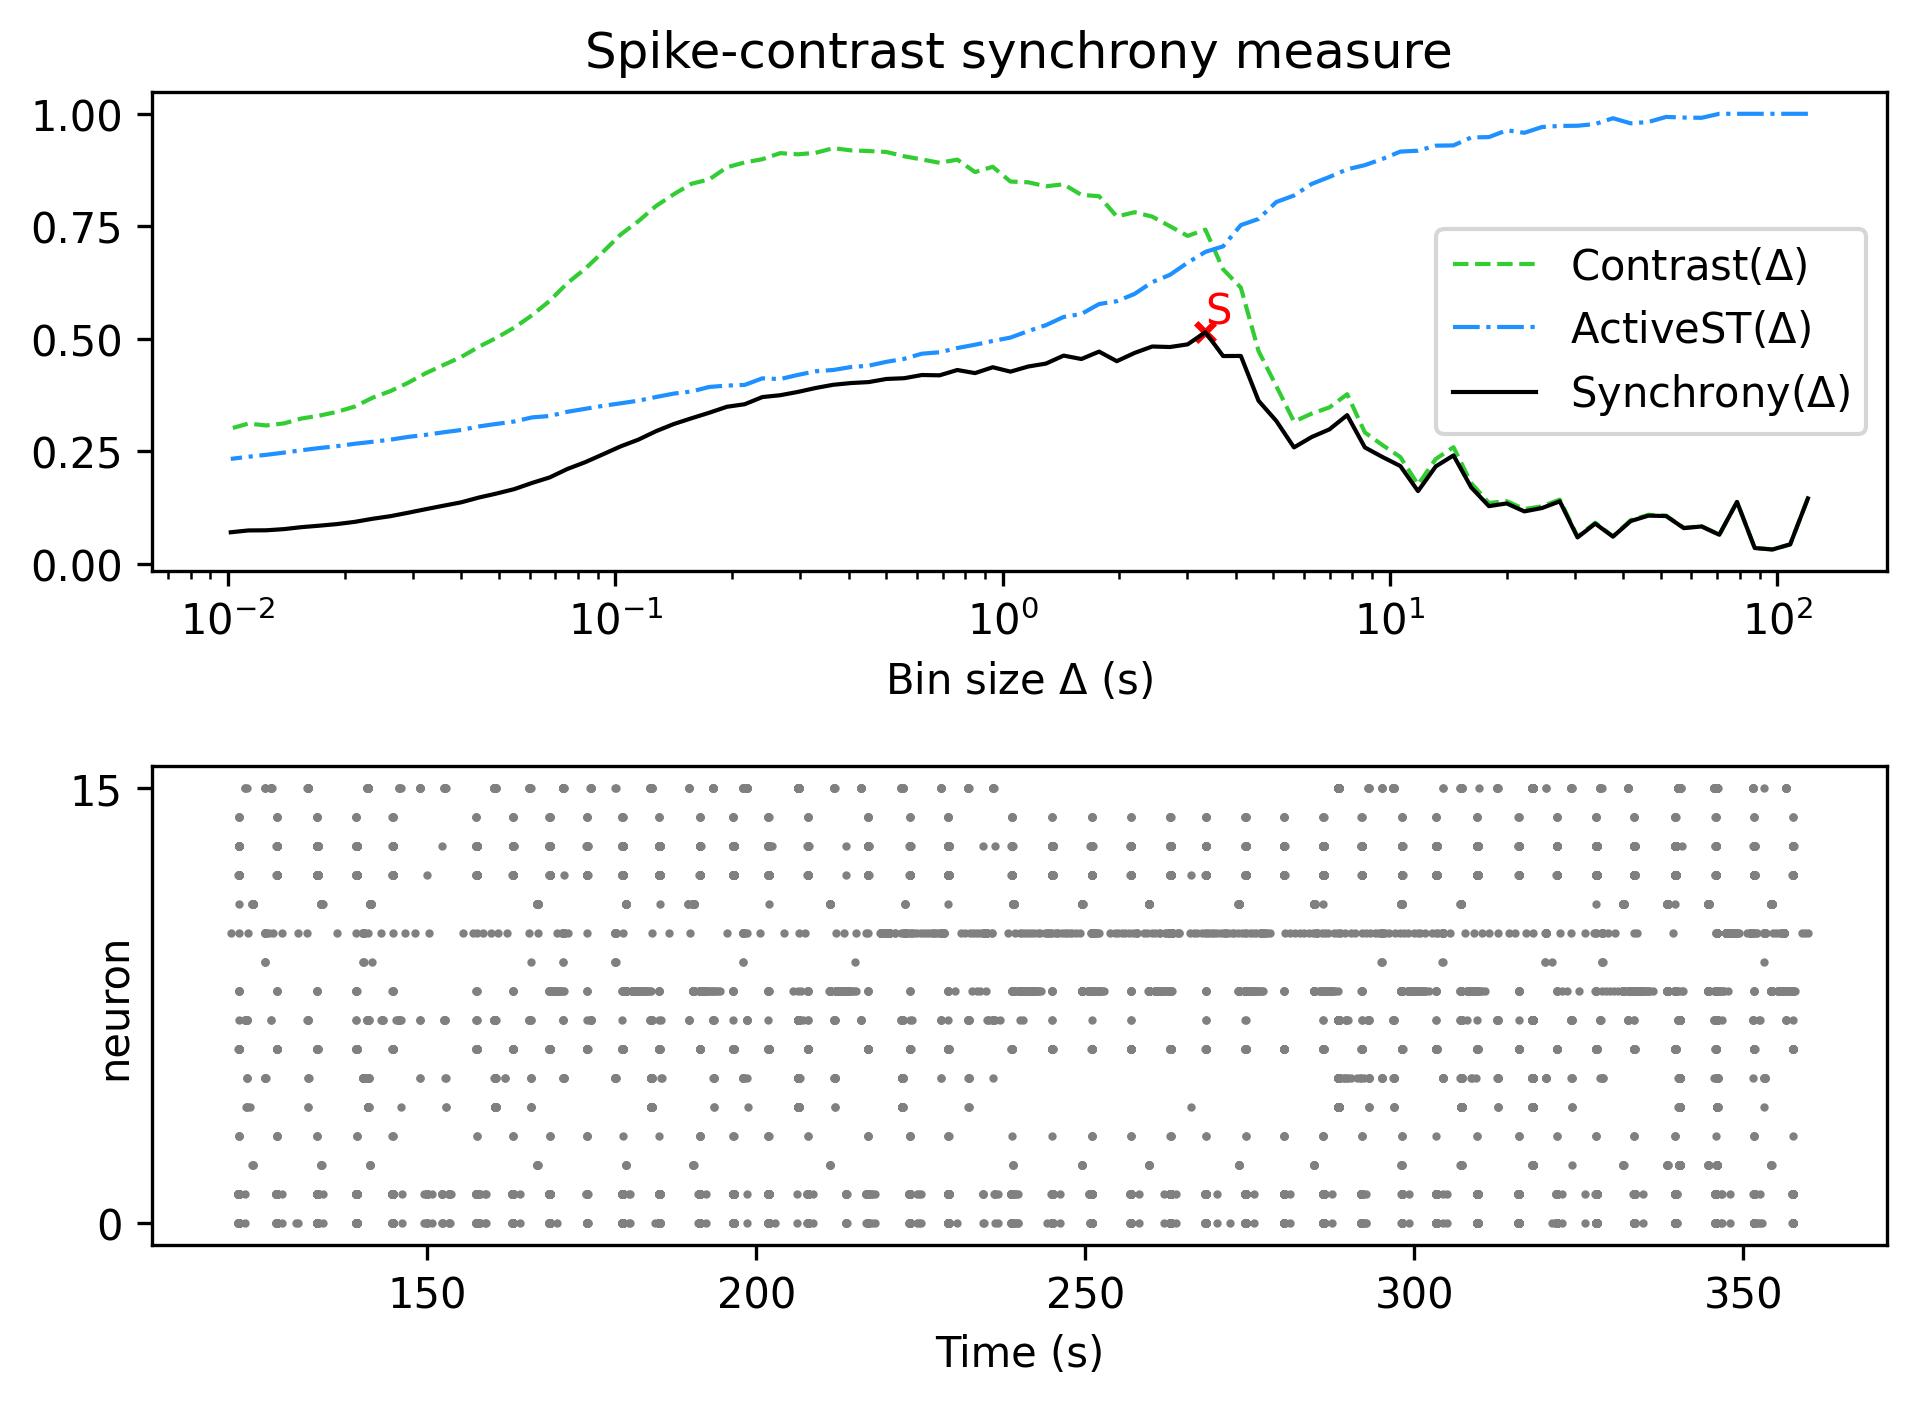 Spike-contrast synchrony measure
1.00
0.75
0.50
0.25
0.00
S
Contrast(Δ)
ActiveST(Δ)
Synchrony(Δ)
10⁻² 10⁻¹ 10⁰ 10¹ 10²
Bin size Δ (s)
15
neuron
0
150 200 250 300 350
Time (s)